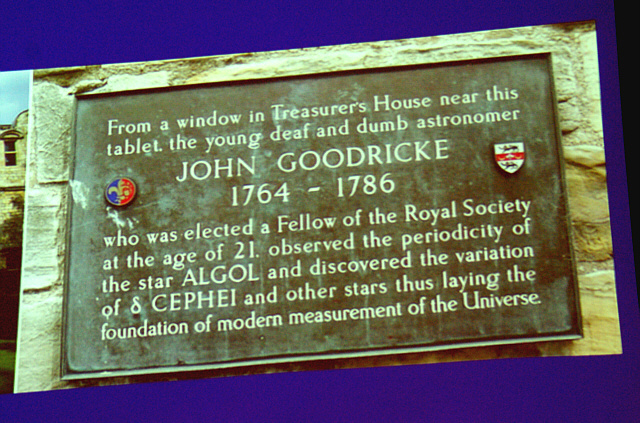 From a window in Treasurer's House near this
tablet, the young deaf and dumb astronomer
JOHN GOODRICKE
1764 - 1786
who was elected a Fellow of the Royal Society
at the age of 21, observed the periodicity of
the star ALGOL and discovered the variation
of δ CEPHEI and other stars thus laying the
foundation of modern measurement of the Universe.